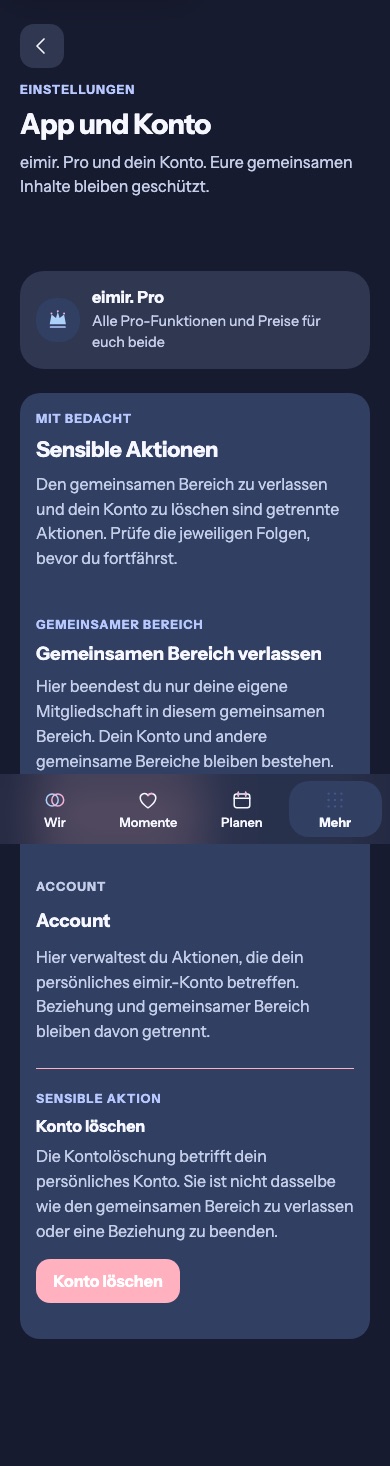 EINSTELLUNGEN
App und Konto
eimir. Pro und dein Konto. Eure gemeinsamen
Inhalte bleiben geschützt.
eimir. Pro
Alle Pro-Funktionen und Preise für
euch beide
MIT BEDACHT
Sensible Aktionen
Den gemeinsamen Bereich zu verlassen
und dein Konto zu löschen sind getrennte
Aktionen. Prüfe die jeweiligen Folgen,
bevor du fortfährst.
GEMEINSAMER BEREICH
Gemeinsamen Bereich verlassen
Hier beendest du nur deine eigene
Mitgliedschaft in diesem gemeinsamen
Bereich. Dein Konto und andere
gemeinsame Bereiche bleiben bestehen.
Wir
Momente
Planen
Mehr
ACCOUNT
Account
Hier verwaltest du Aktionen, die dein
persönliches eimir.-Konto betreffen.
Beziehung und gemeinsamer Bereich
bleiben davon getrennt.
SENSIBLE AKTION
Konto löschen
Die Kontolöschung betrifft dein
persönliches Konto. Sie ist nicht dasselbe
wie den gemeinsamen Bereich zu verlassen
oder eine Beziehung zu beenden.
Konto löschen